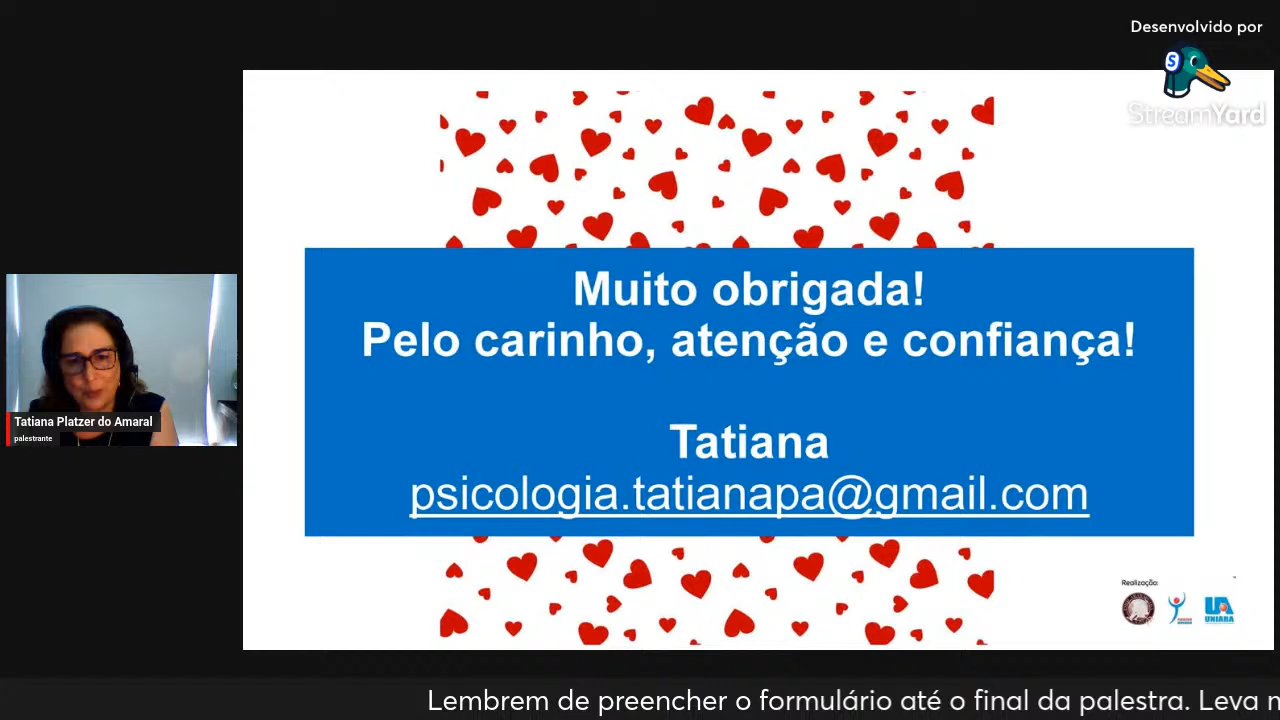 Desenvolvido por
StreamYard
Muito obrigada!
Pelo carinho, atenção e confiança!
Tatiana
psicologia.tatianapa@gmail.com
Tatiana Platzer do Amaral
palestrante
Realização:
UNIARA
Lembrem de preencher o formulário até o final da palestra. Leva